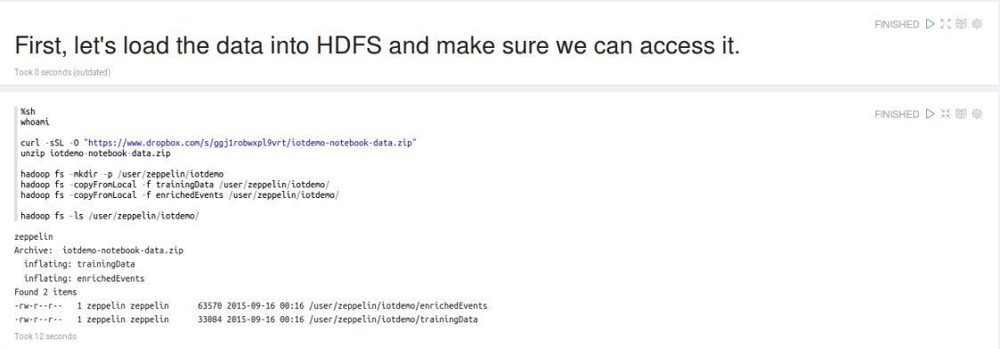 FINISHED
First, let's load the data into HDFS and make sure we can access it.
Took 0 seconds (outdated)
FINISHED
%sh
whoami
curl -sSL -O "https://www.dropbox.com/s/ggj1robwxpl9vrt/iotdemo-notebook-data.zip"
unzip iotdemo-notebook-data.zip
hadoop fs -mkdir -p /user/zeppelin/iotdemo
hadoop fs -copyFromLocal -f trainingData /user/zeppelin/iotdemo/
hadoop fs -copyFromLocal -f enrichedEvents /user/zeppelin/iotdemo/
hadoop fs -ls /user/zeppelin/iotdemo/
zeppelin
Archive:  iotdemo-notebook-data.zip
  inflating: trainingData
  inflating: enrichedEvents
Found 2 items
-rw-r--r--   1 zeppelin zeppelin      63570 2015-09-16 00:16 /user/zeppelin/iotdemo/enrichedEvents
-rw-r--r--   1 zeppelin zeppelin      33084 2015-09-16 00:16 /user/zeppelin/iotdemo/trainingData
Took 12 seconds